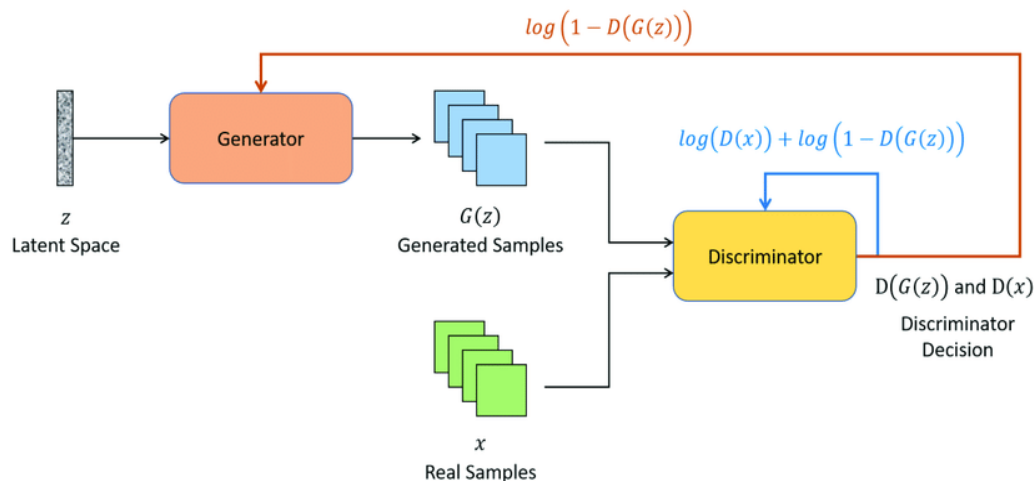 log(1 − D(G(z)))
Generator
log(D(x)) + log(1 − D(G(z)))
z
Latent Space
G(z)
Generated Samples
Discriminator
D(G(z)) and D(x)
Discriminator
Decision
x
Real Samples